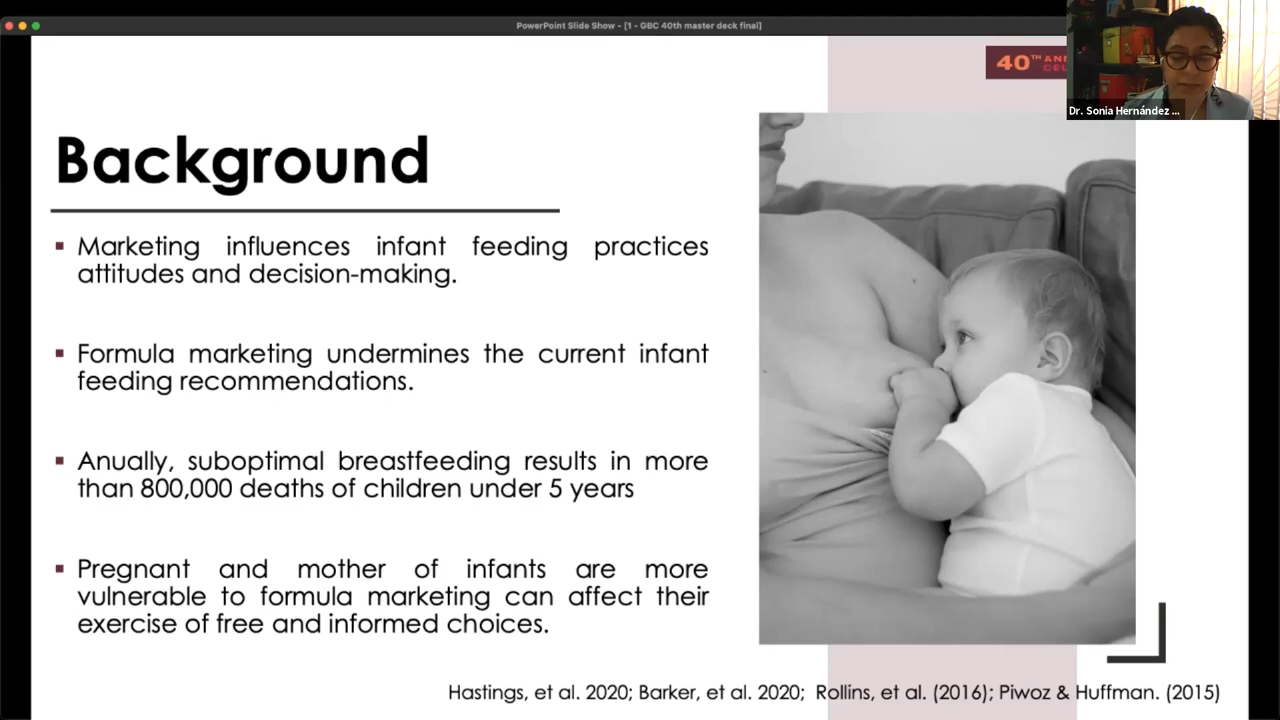 PowerPoint Slide Show - [1 - GBC 40th master deck final]
40TH ANN
CEL
Dr. Sonia Hernández ...
Background
Marketing influences infant feeding practices
attitudes and decision-making.
Formula marketing undermines the current infant
feeding recommendations.
Anually, suboptimal breastfeeding results in more
than 800,000 deaths of children under 5 years
Pregnant and mother of infants are more
vulnerable to formula marketing can affect their
exercise of free and informed choices.
Hastings, et al. 2020; Barker, et al. 2020; Rollins, et al. (2016); Piwoz & Huffman. (2015)